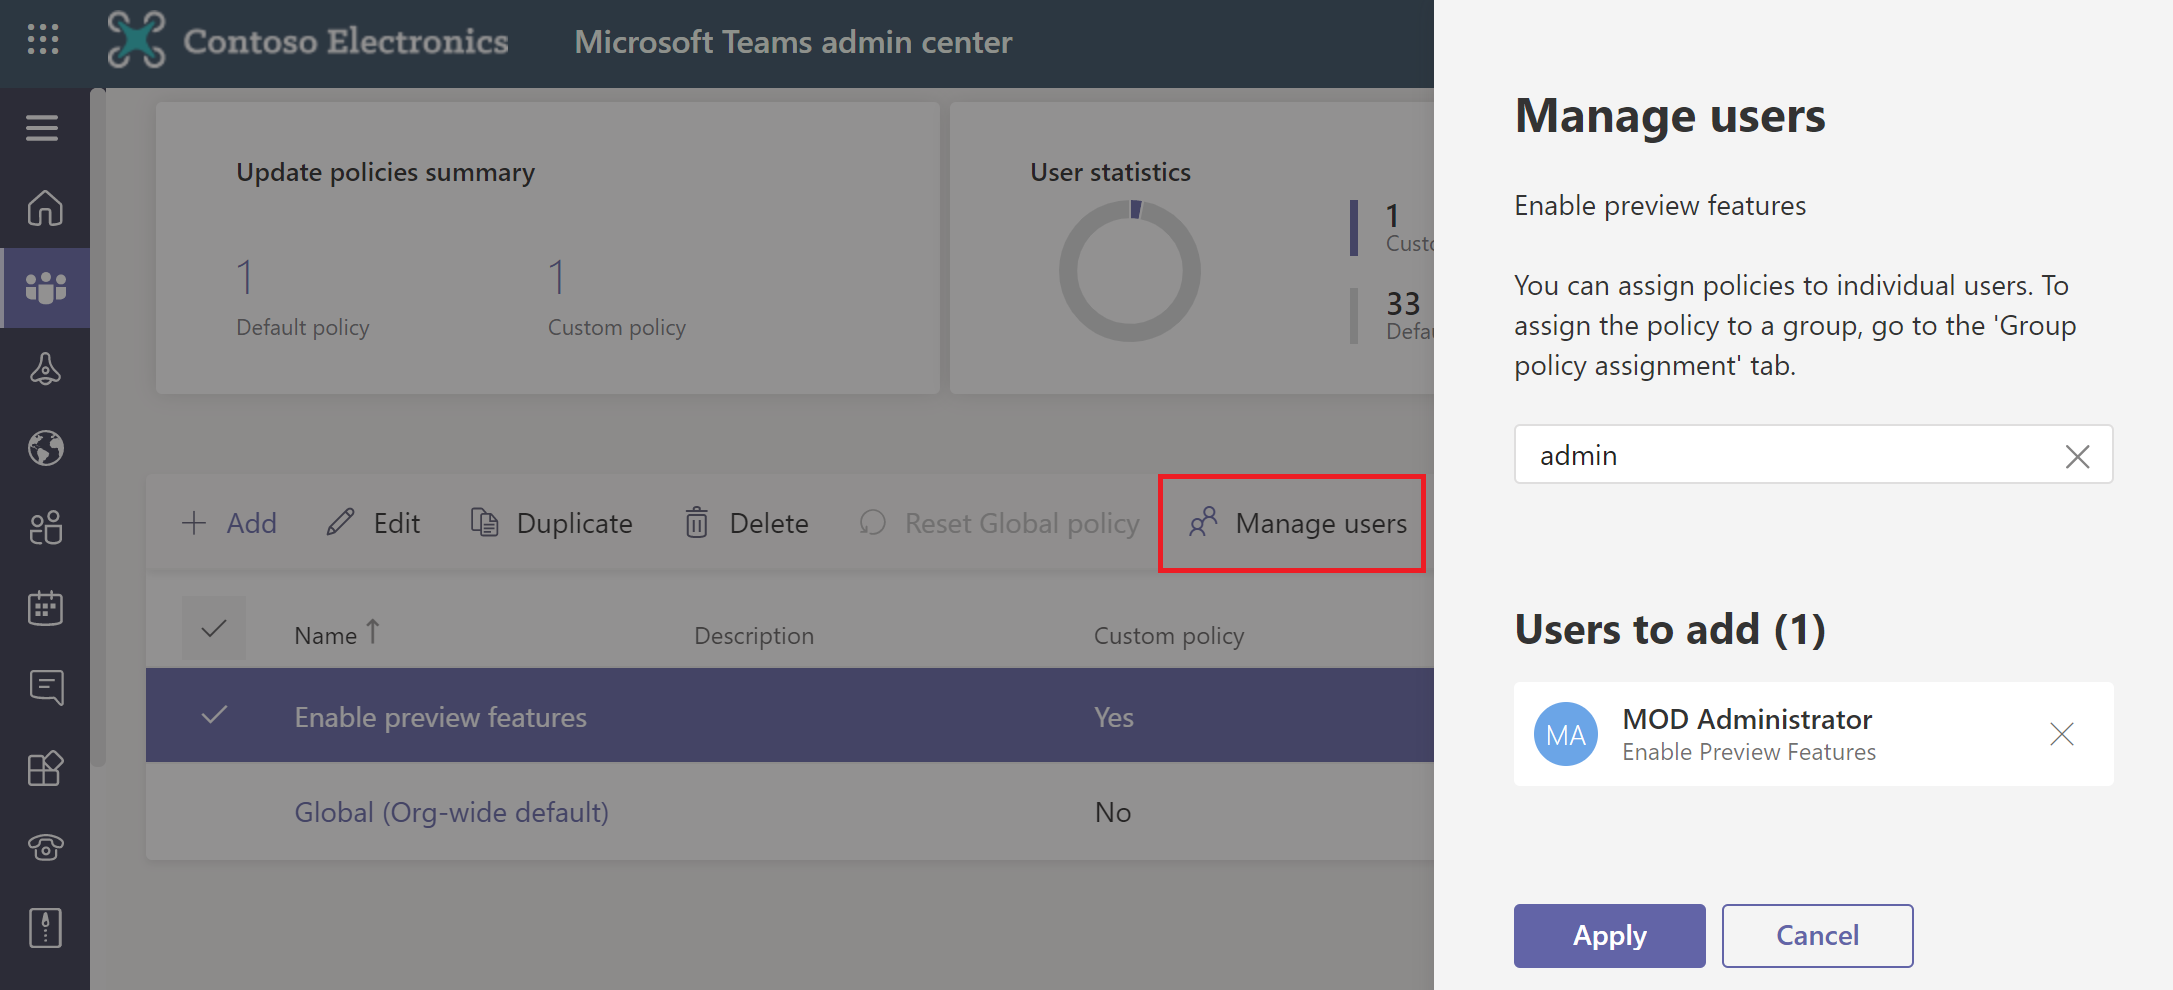 Contoso Electronics
Microsoft Teams admin center
Update policies summary
1
Default policy
1
Custom policy
User statistics
1
Custo
33
Defau
Add
Edit
Duplicate
Delete
Reset Global policy
Manage users
Name
Description
Custom policy
Enable preview features
Yes
Global (Org-wide default)
No
Manage users
Enable preview features
You can assign policies to individual users. To
assign the policy to a group, go to the 'Group
policy assignment' tab.
admin
Users to add (1)
MA
MOD Administrator
Enable Preview Features
Apply
Cancel